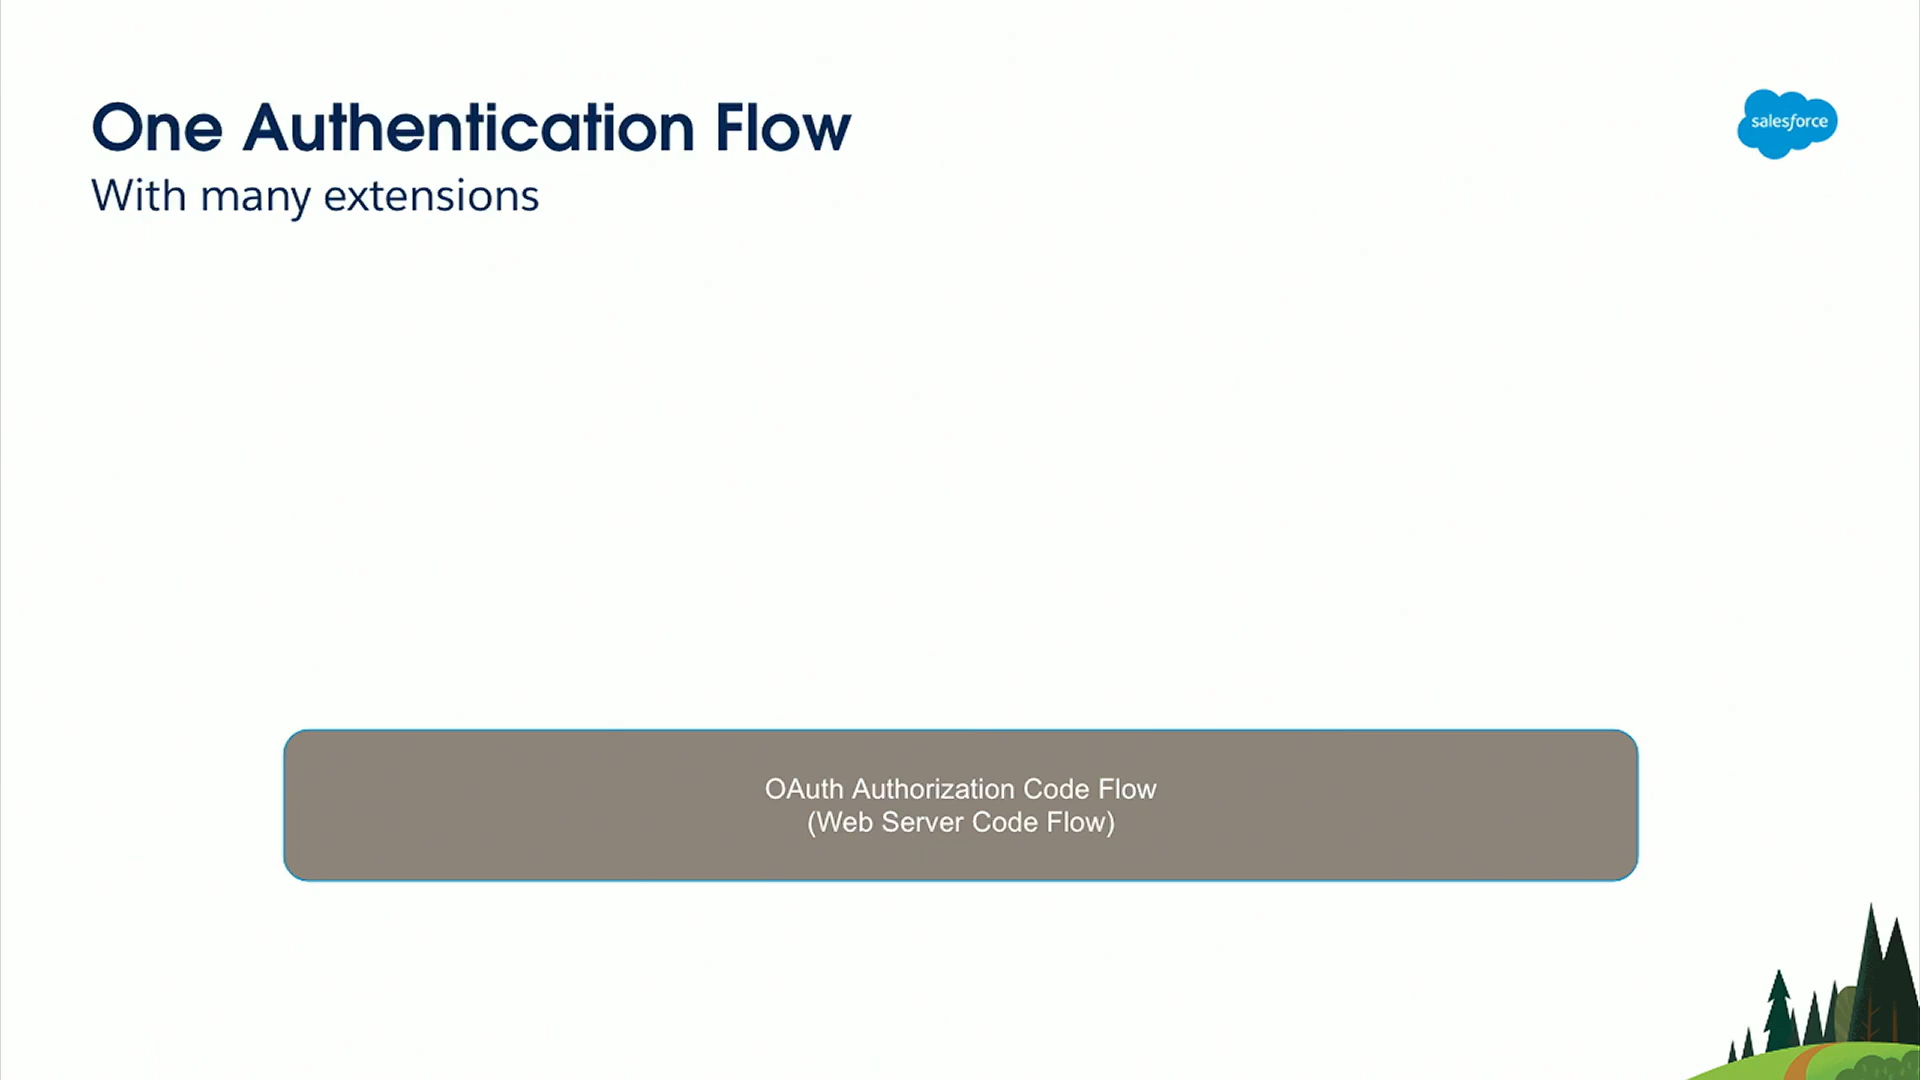 One Authentication Flow
With many extensions
salesforce
OAuth Authorization Code Flow
(Web Server Code Flow)